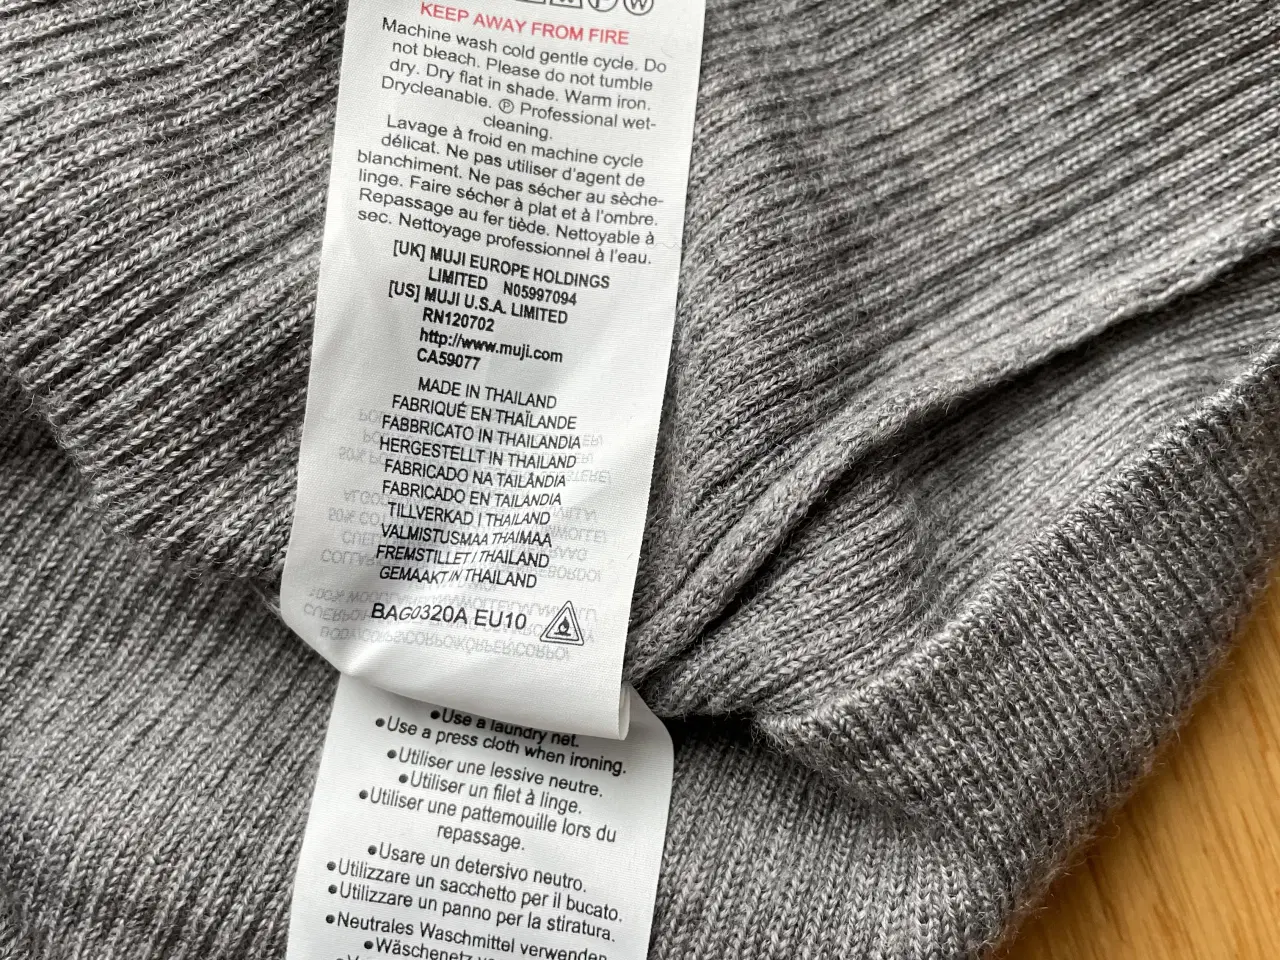 KEEP AWAY FROM FIRE
Machine wash cold gentle cycle. Do
not bleach. Please do not tumble
dry. Dry flat in shade. Warm iron.
Drycleanable. Ⓟ Professional wet-
cleaning.
Lavage à froid en machine cycle
délicat. Ne pas utiliser d'agent de
blanchiment. Ne pas sécher au sèche-
linge. Faire sécher à plat et à l'ombre.
Repassage au fer tiède. Nettoyable à
sec. Nettoyage professionnel à l'eau.
[UK] MUJI EUROPE HOLDINGS
LIMITED N05997094
[US] MUJI U.S.A. LIMITED
RN120702
http://www.muji.com
CA59077
MADE IN THAILAND
FABRIQUÉ EN THAÏLANDE
FABBRICATO IN THAILANDIA
HERGESTELLT IN THAILAND
FABRICADO NA TAILÂNDIA
FABRICADO EN TAILANDIA
TILLVERKAD I THAILAND
VALMISTUSMAA THAIMAA
FREMSTILLET I THAILAND
GEMAAKT IN THAILAND
BAG0320A EU10
●Use a laundry net.
●Use a press cloth when ironing.
●Utiliser une lessive neutre.
●Utiliser un filet à linge.
●Utiliser une pattemouille lors du
repassage.
●Usare un detersivo neutro.
●Utilizzare un sacchetto per il bucato.
●Utilizzare un panno per la stiratura.
●Neutrales Waschmittel verwenden
●Wäschenetz